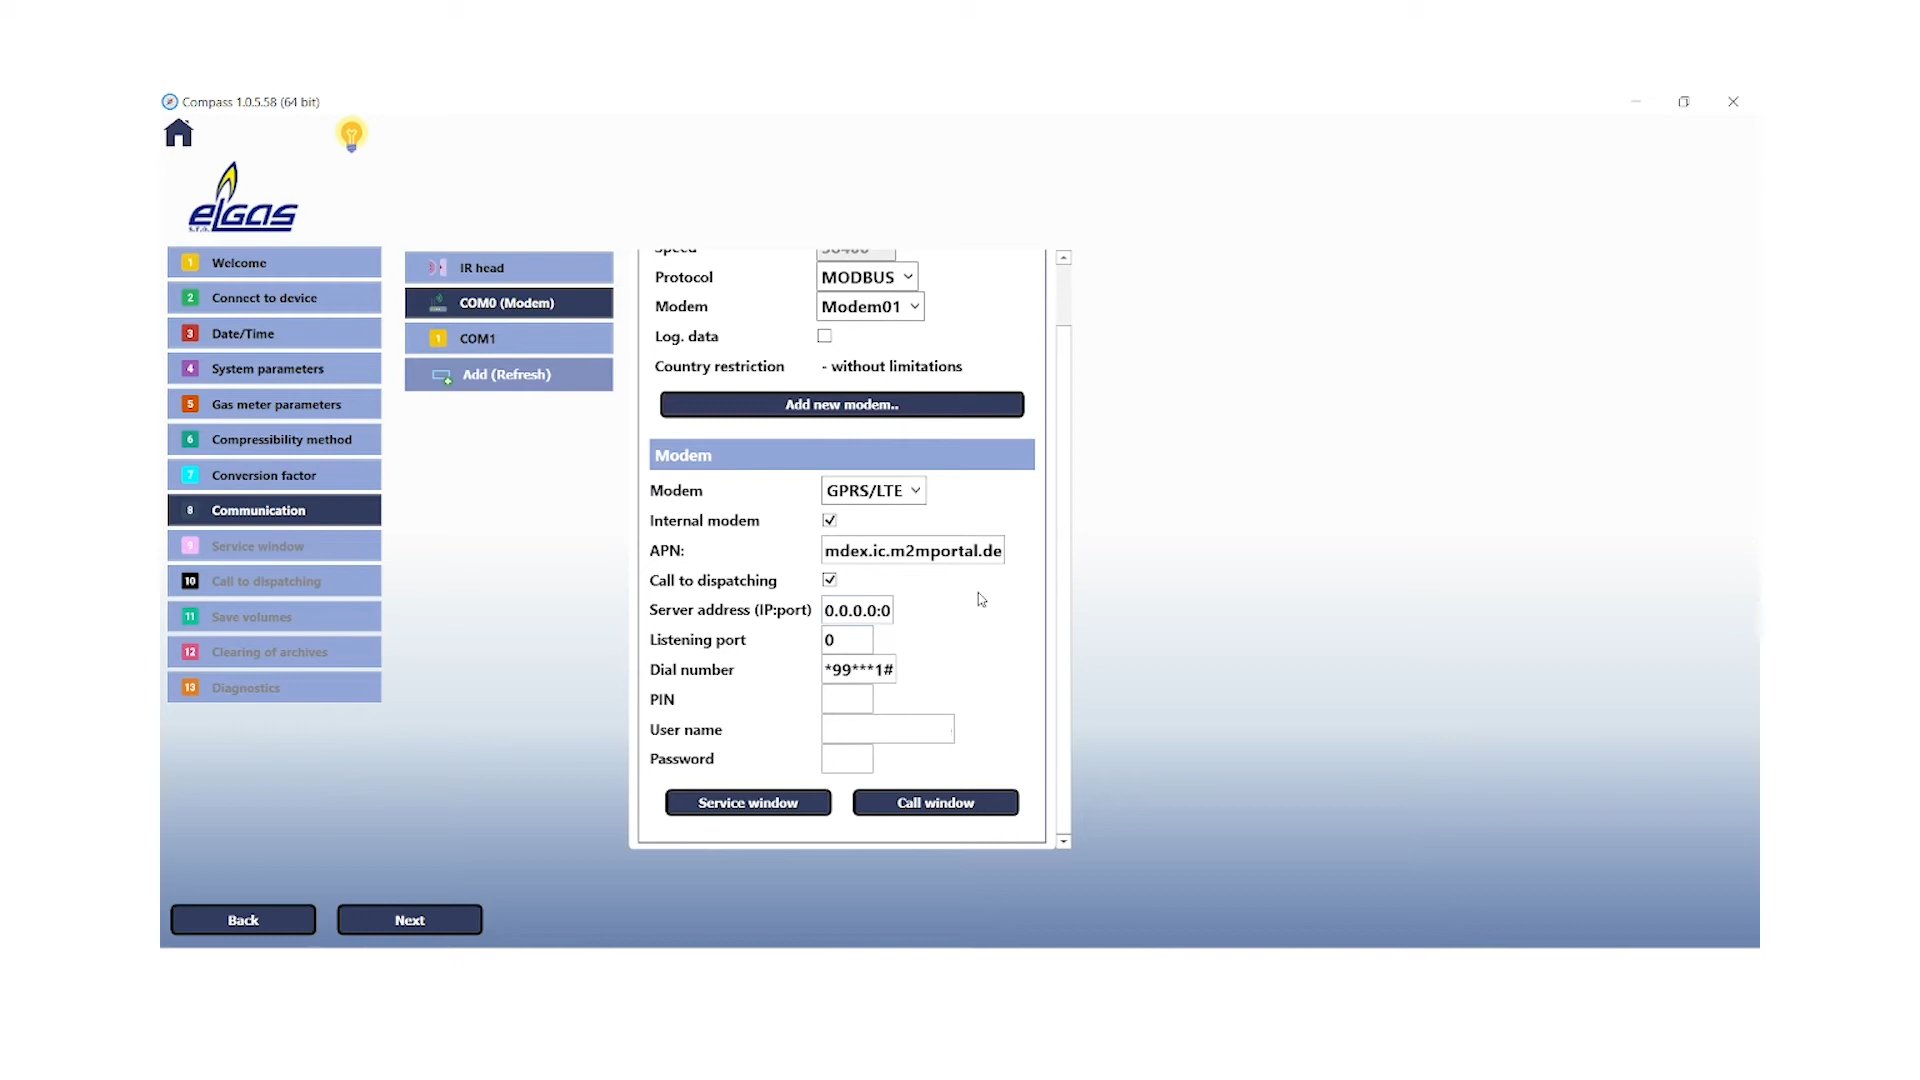 Compass 1.0.5.58 (64 bit)
elgas
s.r.o.
1 Welcome
2 Connect to device
3 Date/Time
4 System parameters
5 Gas meter parameters
6 Compressibility method
7 Conversion factor
8 Communication
9 Service window
10 Call to dispatching
11 Save volumes
12 Clearing of archives
13 Diagnostics
IR head
COM0 (Modem)
1 COM1
Add (Refresh)
Speed 38400
Protocol MODBUS
Modem Modem01
Log. data
Country restriction - without limitations
Add new modem..
Modem
Modem GPRS/LTE
Internal modem
APN: mdex.ic.m2mportal.de
Call to dispatching
Server address (IP:port) 0.0.0.0:0
Listening port 0
Dial number *99***1#
PIN
User name
Password
Service window Call window
Back Next